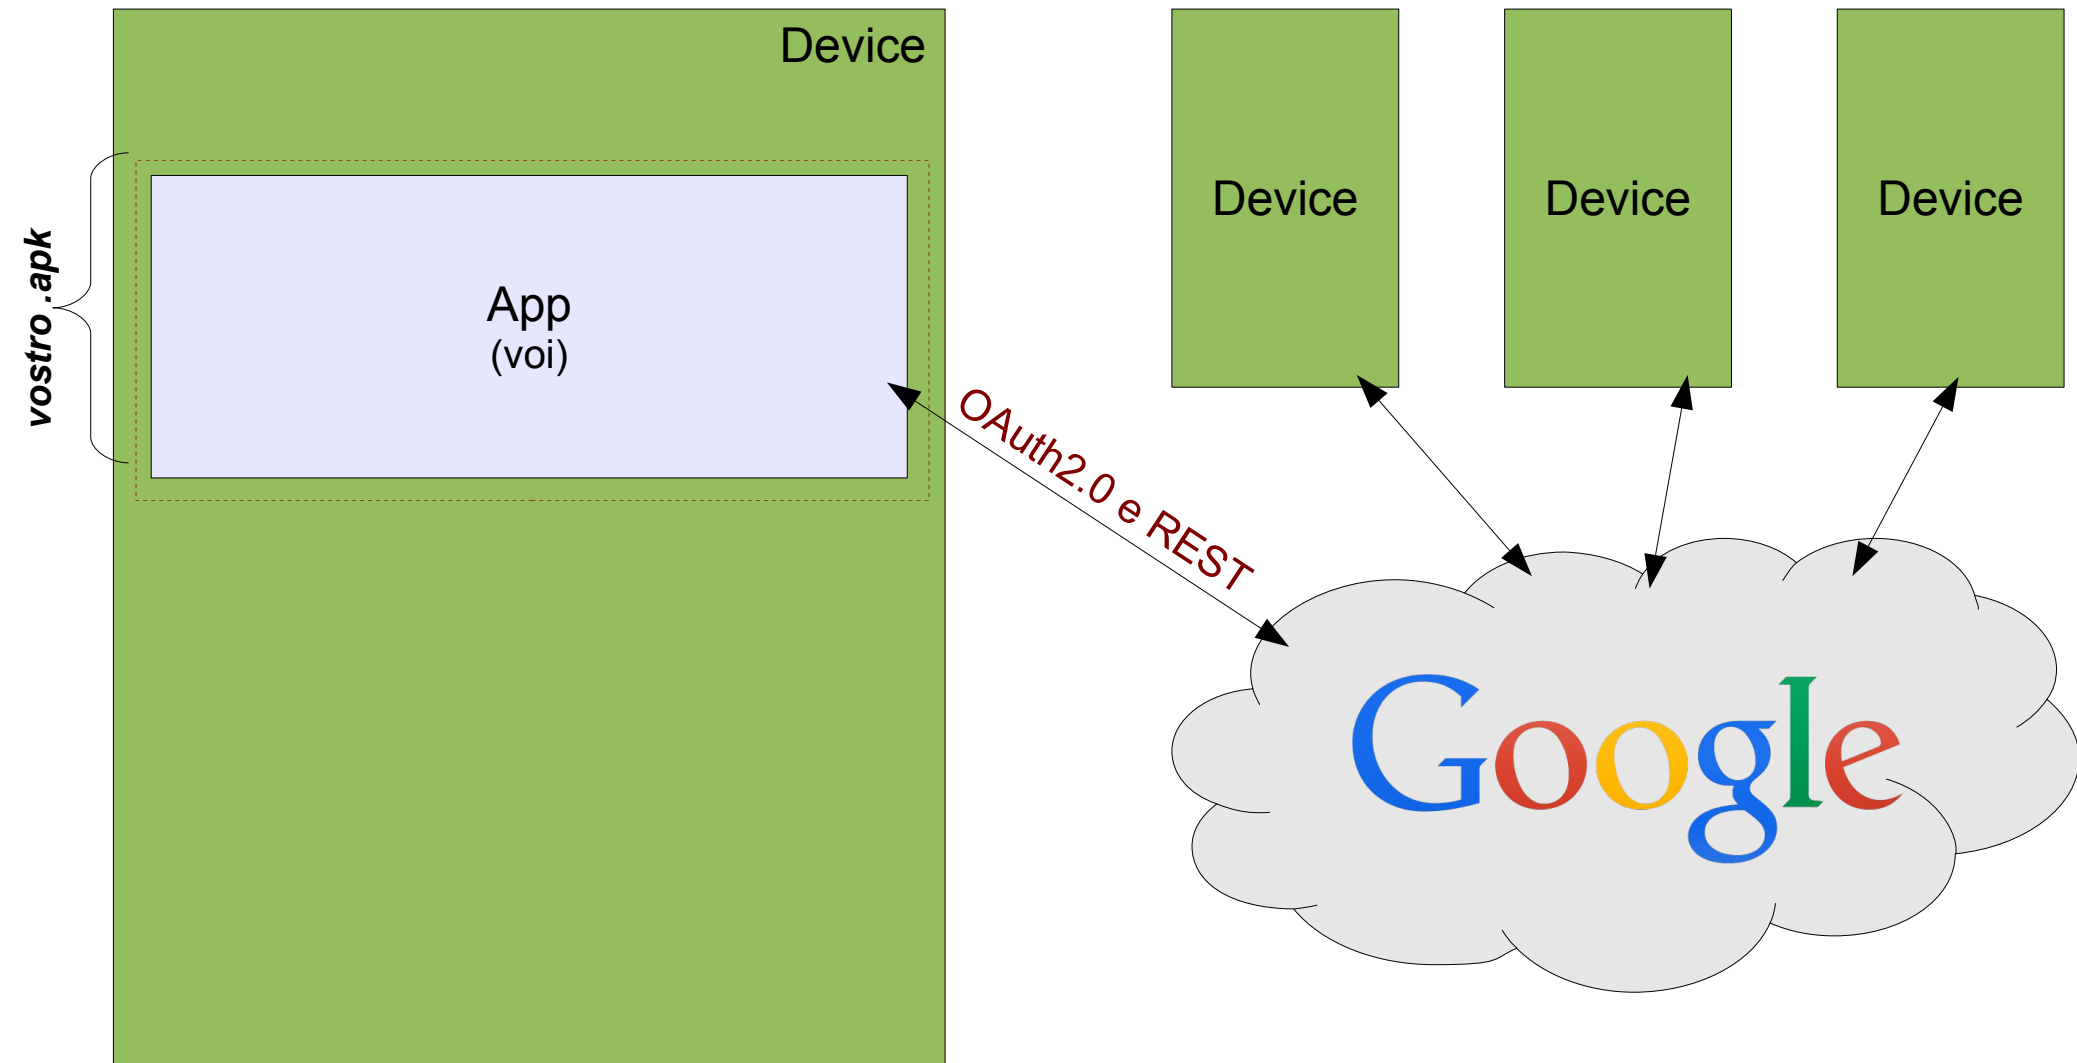 Device
vostro .apk
App
(voi)
OAuth2.0 e REST
Device
Device
Device
Google